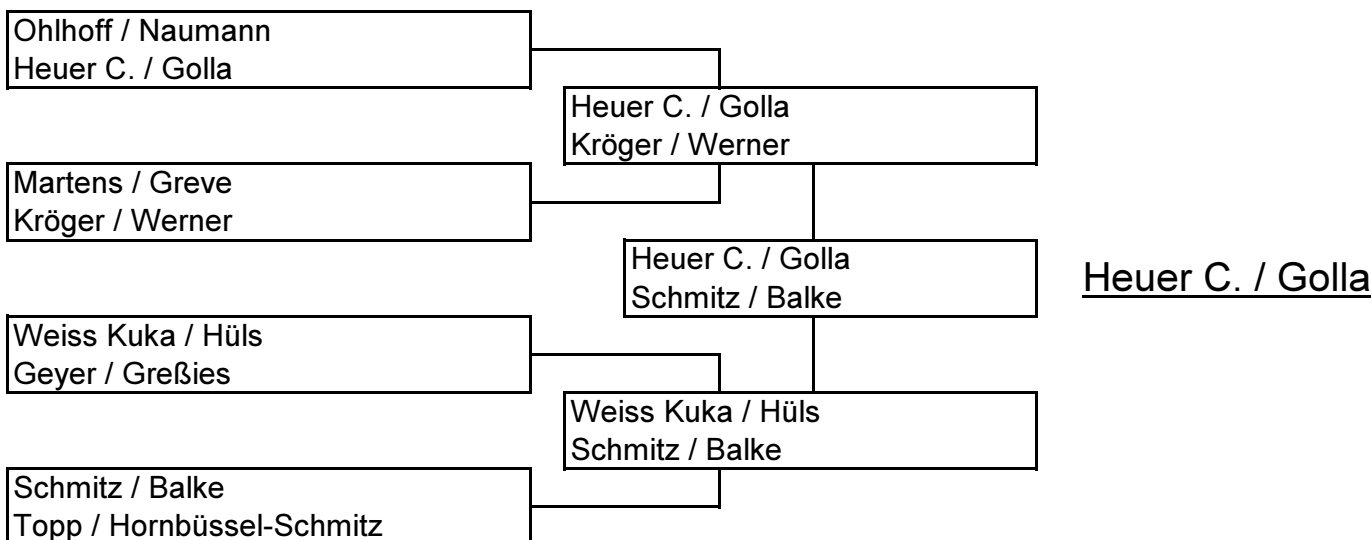 Ohlhoff / Naumann
Heuer C. / Golla
Heuer C. / Golla
Kröger / Werner
Martens / Greve
Kröger / Werner
Heuer C. / Golla
Schmitz / Balke
Heuer C. / Golla
Weiss Kuka / Hüls
Geyer / Greßies
Weiss Kuka / Hüls
Schmitz / Balke
Schmitz / Balke
Topp / Hornbüssel-Schmitz